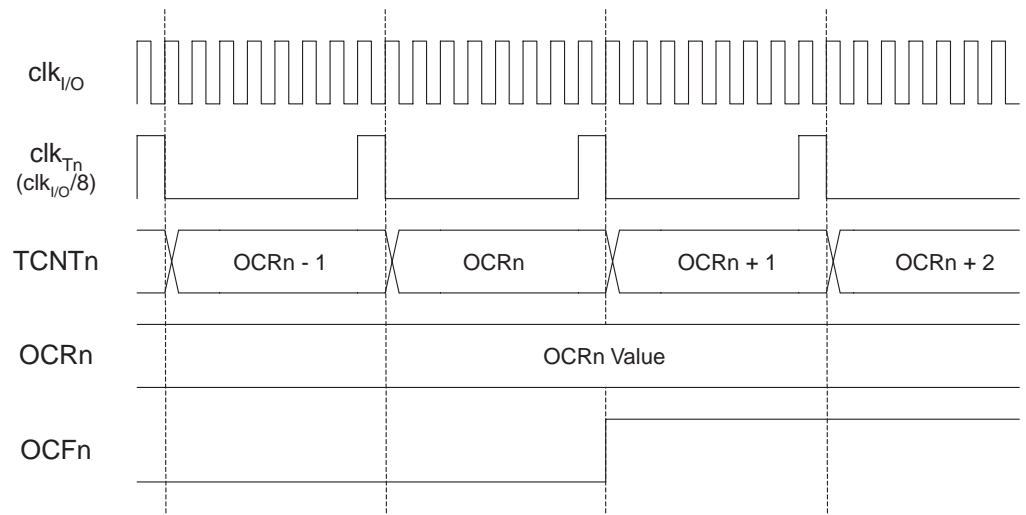 clkI/O
clkTn
(clkI/O/8)
TCNTn
OCRn - 1
OCRn
OCRn + 1
OCRn + 2
OCRn
OCRn Value
OCFn